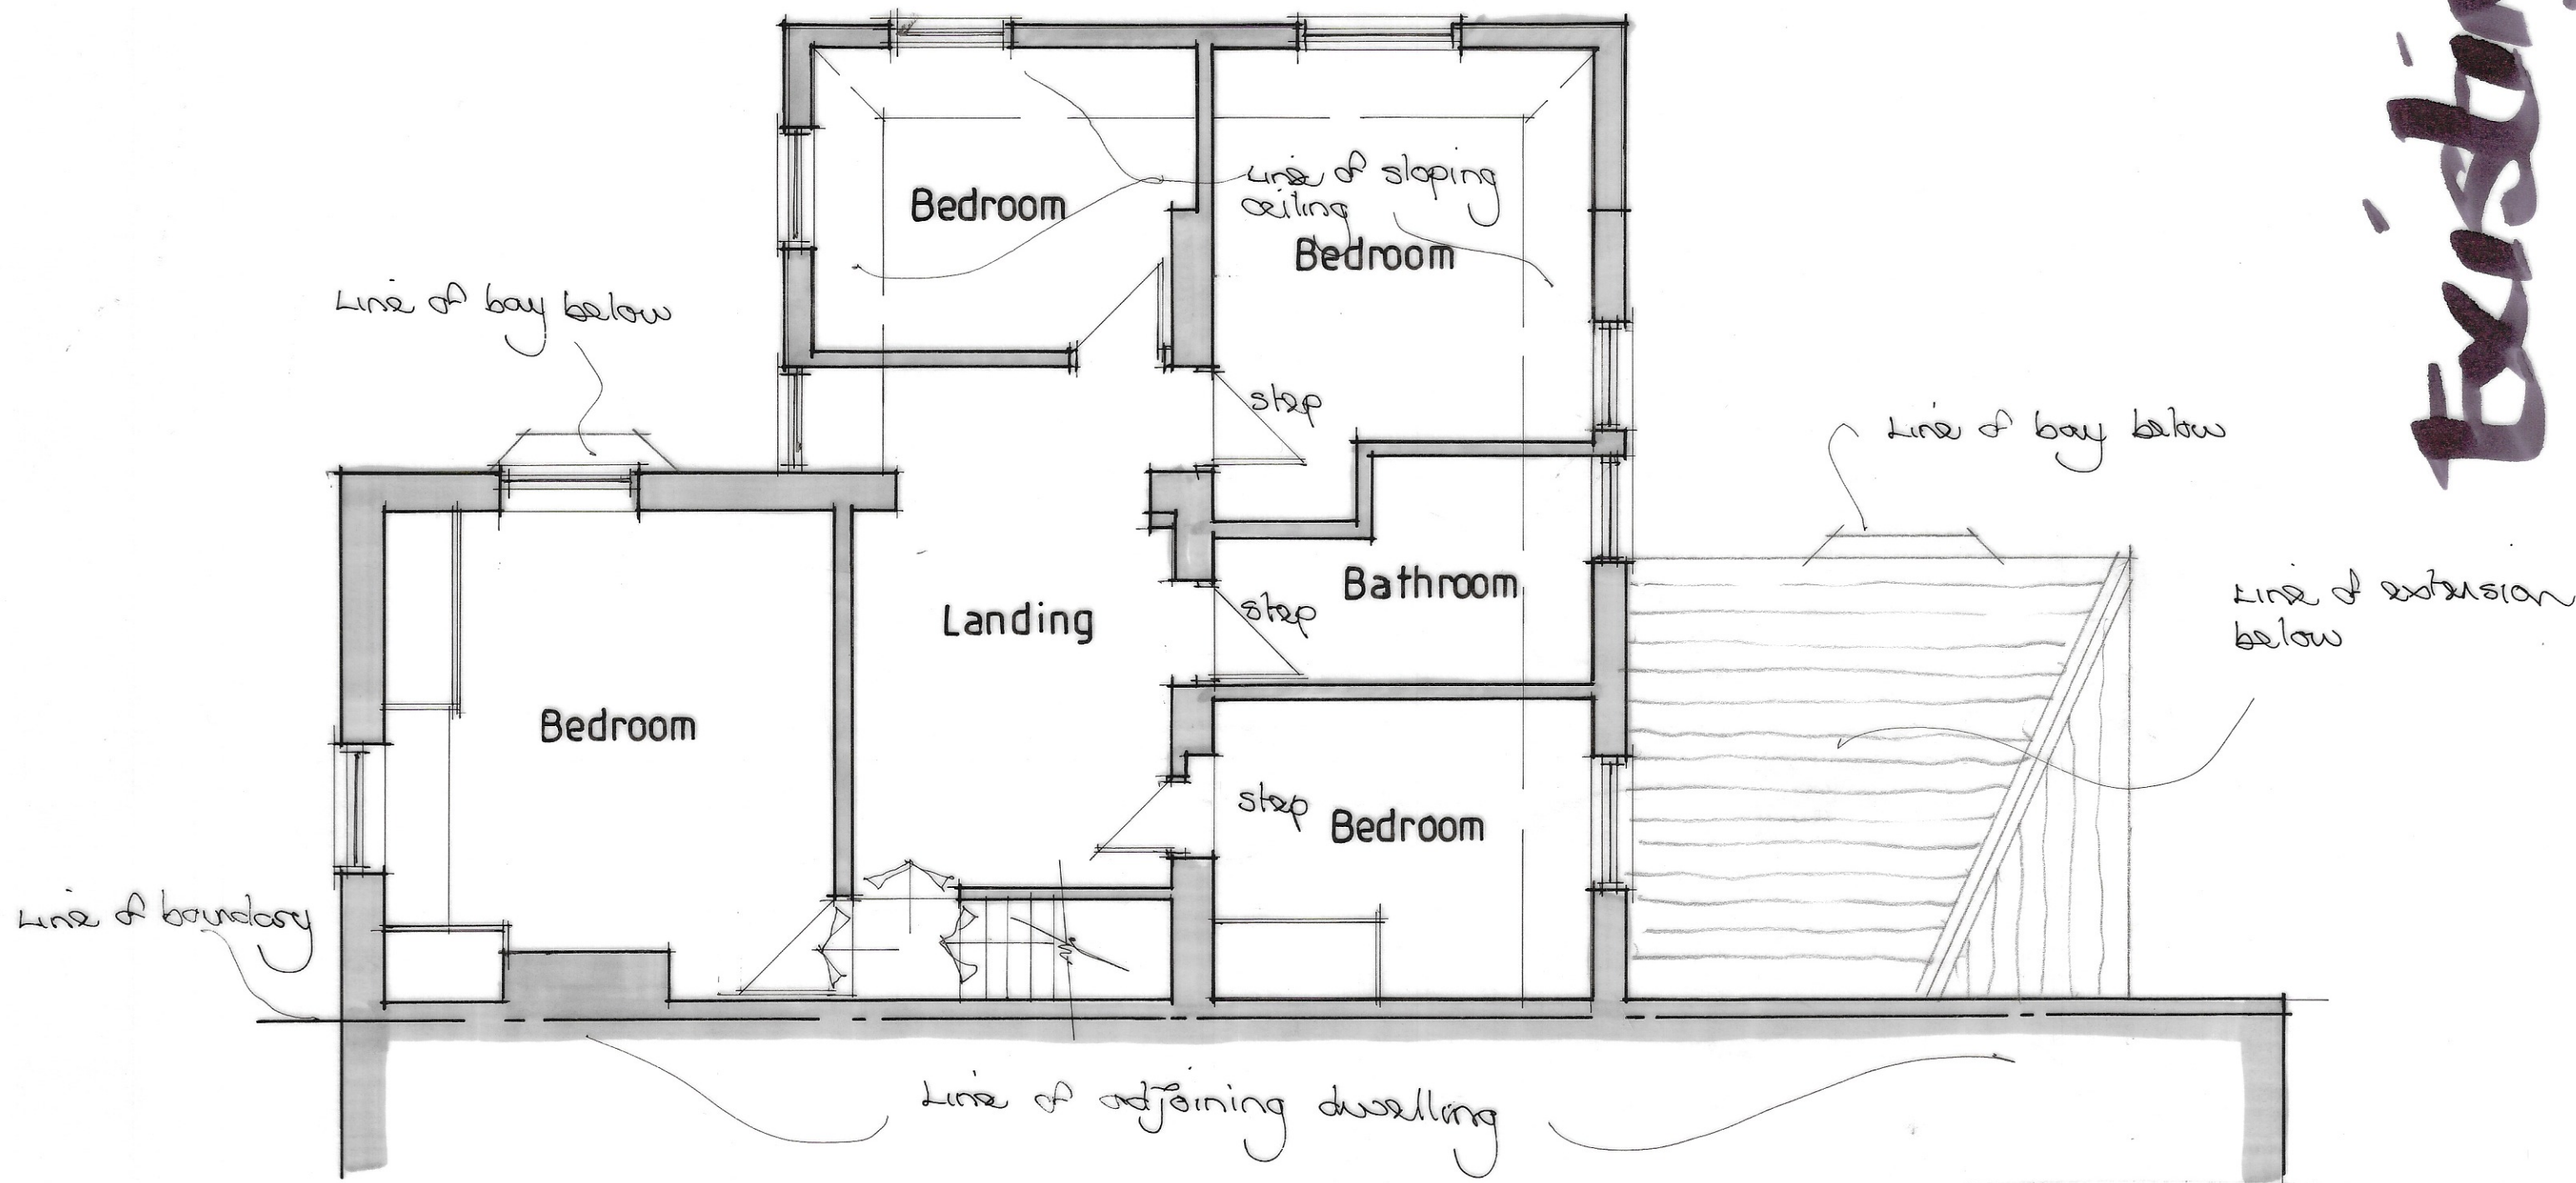 Line of sloping
ceiling
Bedroom
Bedroom
Line of bay below
step
Line of bay below
Bathroom
step
Landing
Line of extension
below
Bedroom
step
Bedroom
Line of boundary
Line of adjoining dwelling